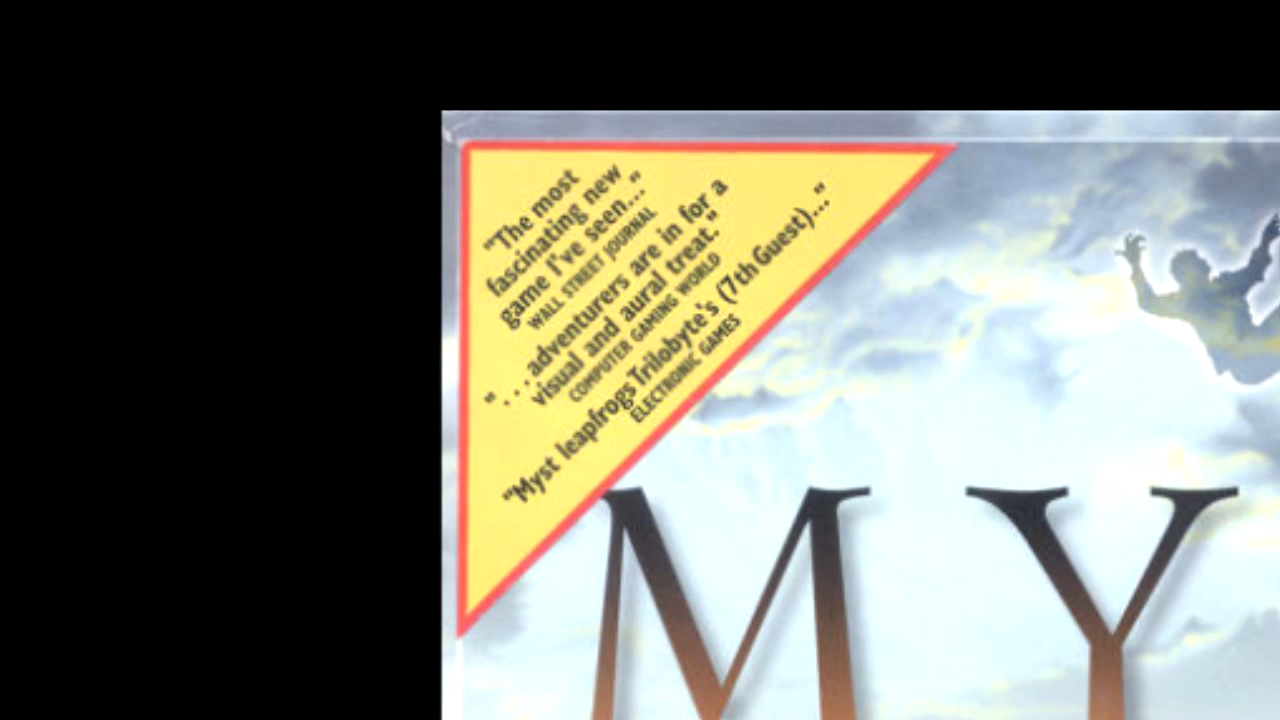 "The most
fascinating new
game I've seen..."
WALL STREET JOURNAL
"...adventurers are in for a
visual and aural treat."
COMPUTER GAMING WORLD
"Myst leapfrogs Trilobyte's (7th Guest)..."
ELECTRONIC GAMES
MY